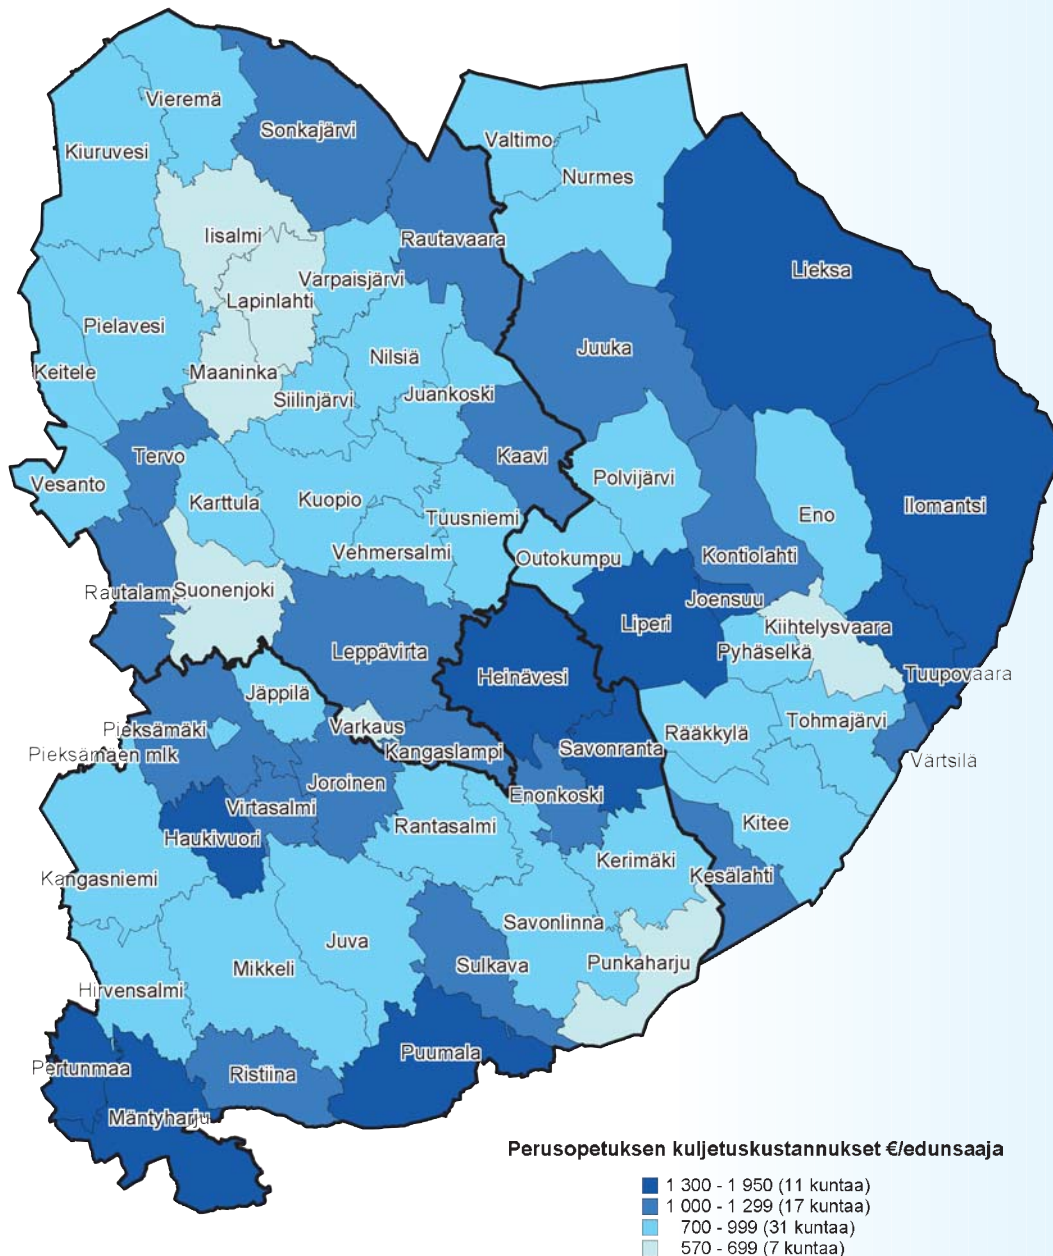 Vieremä
Sonkajärvi
Kiuruvesi
Valtimo
Nurmes
Iisalmi
Rautavaara
Lieksa
Varpaisjärvi
Lapinlahti
Pielavesi
Juuka
Nilsiä
Keitele
Maaninka
Siilinjärvi
Juankoski
Tervo
Kaavi
Polvijärvi
Vesanto
Karttula
Kuopio
Ilomantsi
Tuusniemi
Eno
Vehmersalmi
Outokumpu
Kontiolahti
Rautalampi
Suonenjoki
Joensuu
Liperi
Kiihtelysvaara
Leppävirta
Pyhäselkä
Heinävesi
Tuupovaara
Jäppilä
Varkaus
Tohmajärvi
Pieksämäki
Rääkkylä
Pieksämäen mlk
Kangaslampi
Savonranta
Värtsilä
Joroinen
Enonkoski
Virtasalmi
Rantasalmi
Kitee
Haukivuori
Kerimäki
Kangasniemi
Kesälahti
Savonlinna
Juva
Punkaharju
Mikkeli
Sulkava
Hirvensalmi
Puumala
Pertunmaa
Ristiina
Mäntyharju
Perusopetuksen kuljetuskustannukset €/edunsaaja
1 300 - 1 950 (11 kuntaa)
1 000 - 1 299 (17 kuntaa)
700 - 999 (31 kuntaa)
570 - 699 (7 kuntaa)